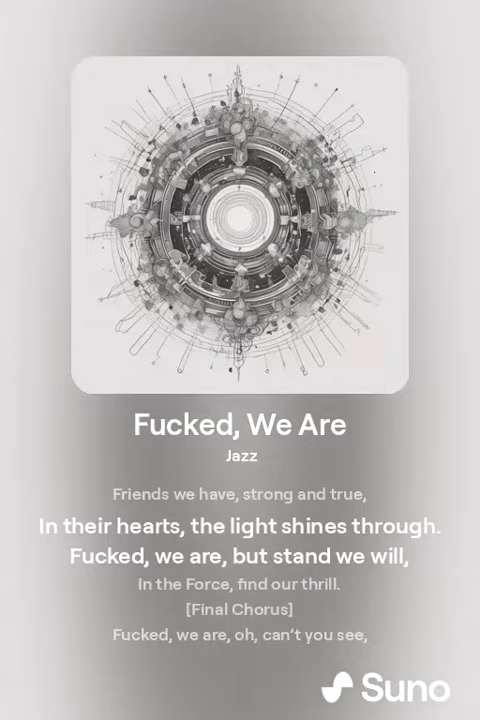 Fucked, We Are
Jazz
Friends we have, strong and true,
In their hearts, the light shines through.
Fucked, we are, but stand we will,
In the Force, find our thrill.
[Final Chorus]
Fucked, we are, oh, can't you see,
Suno